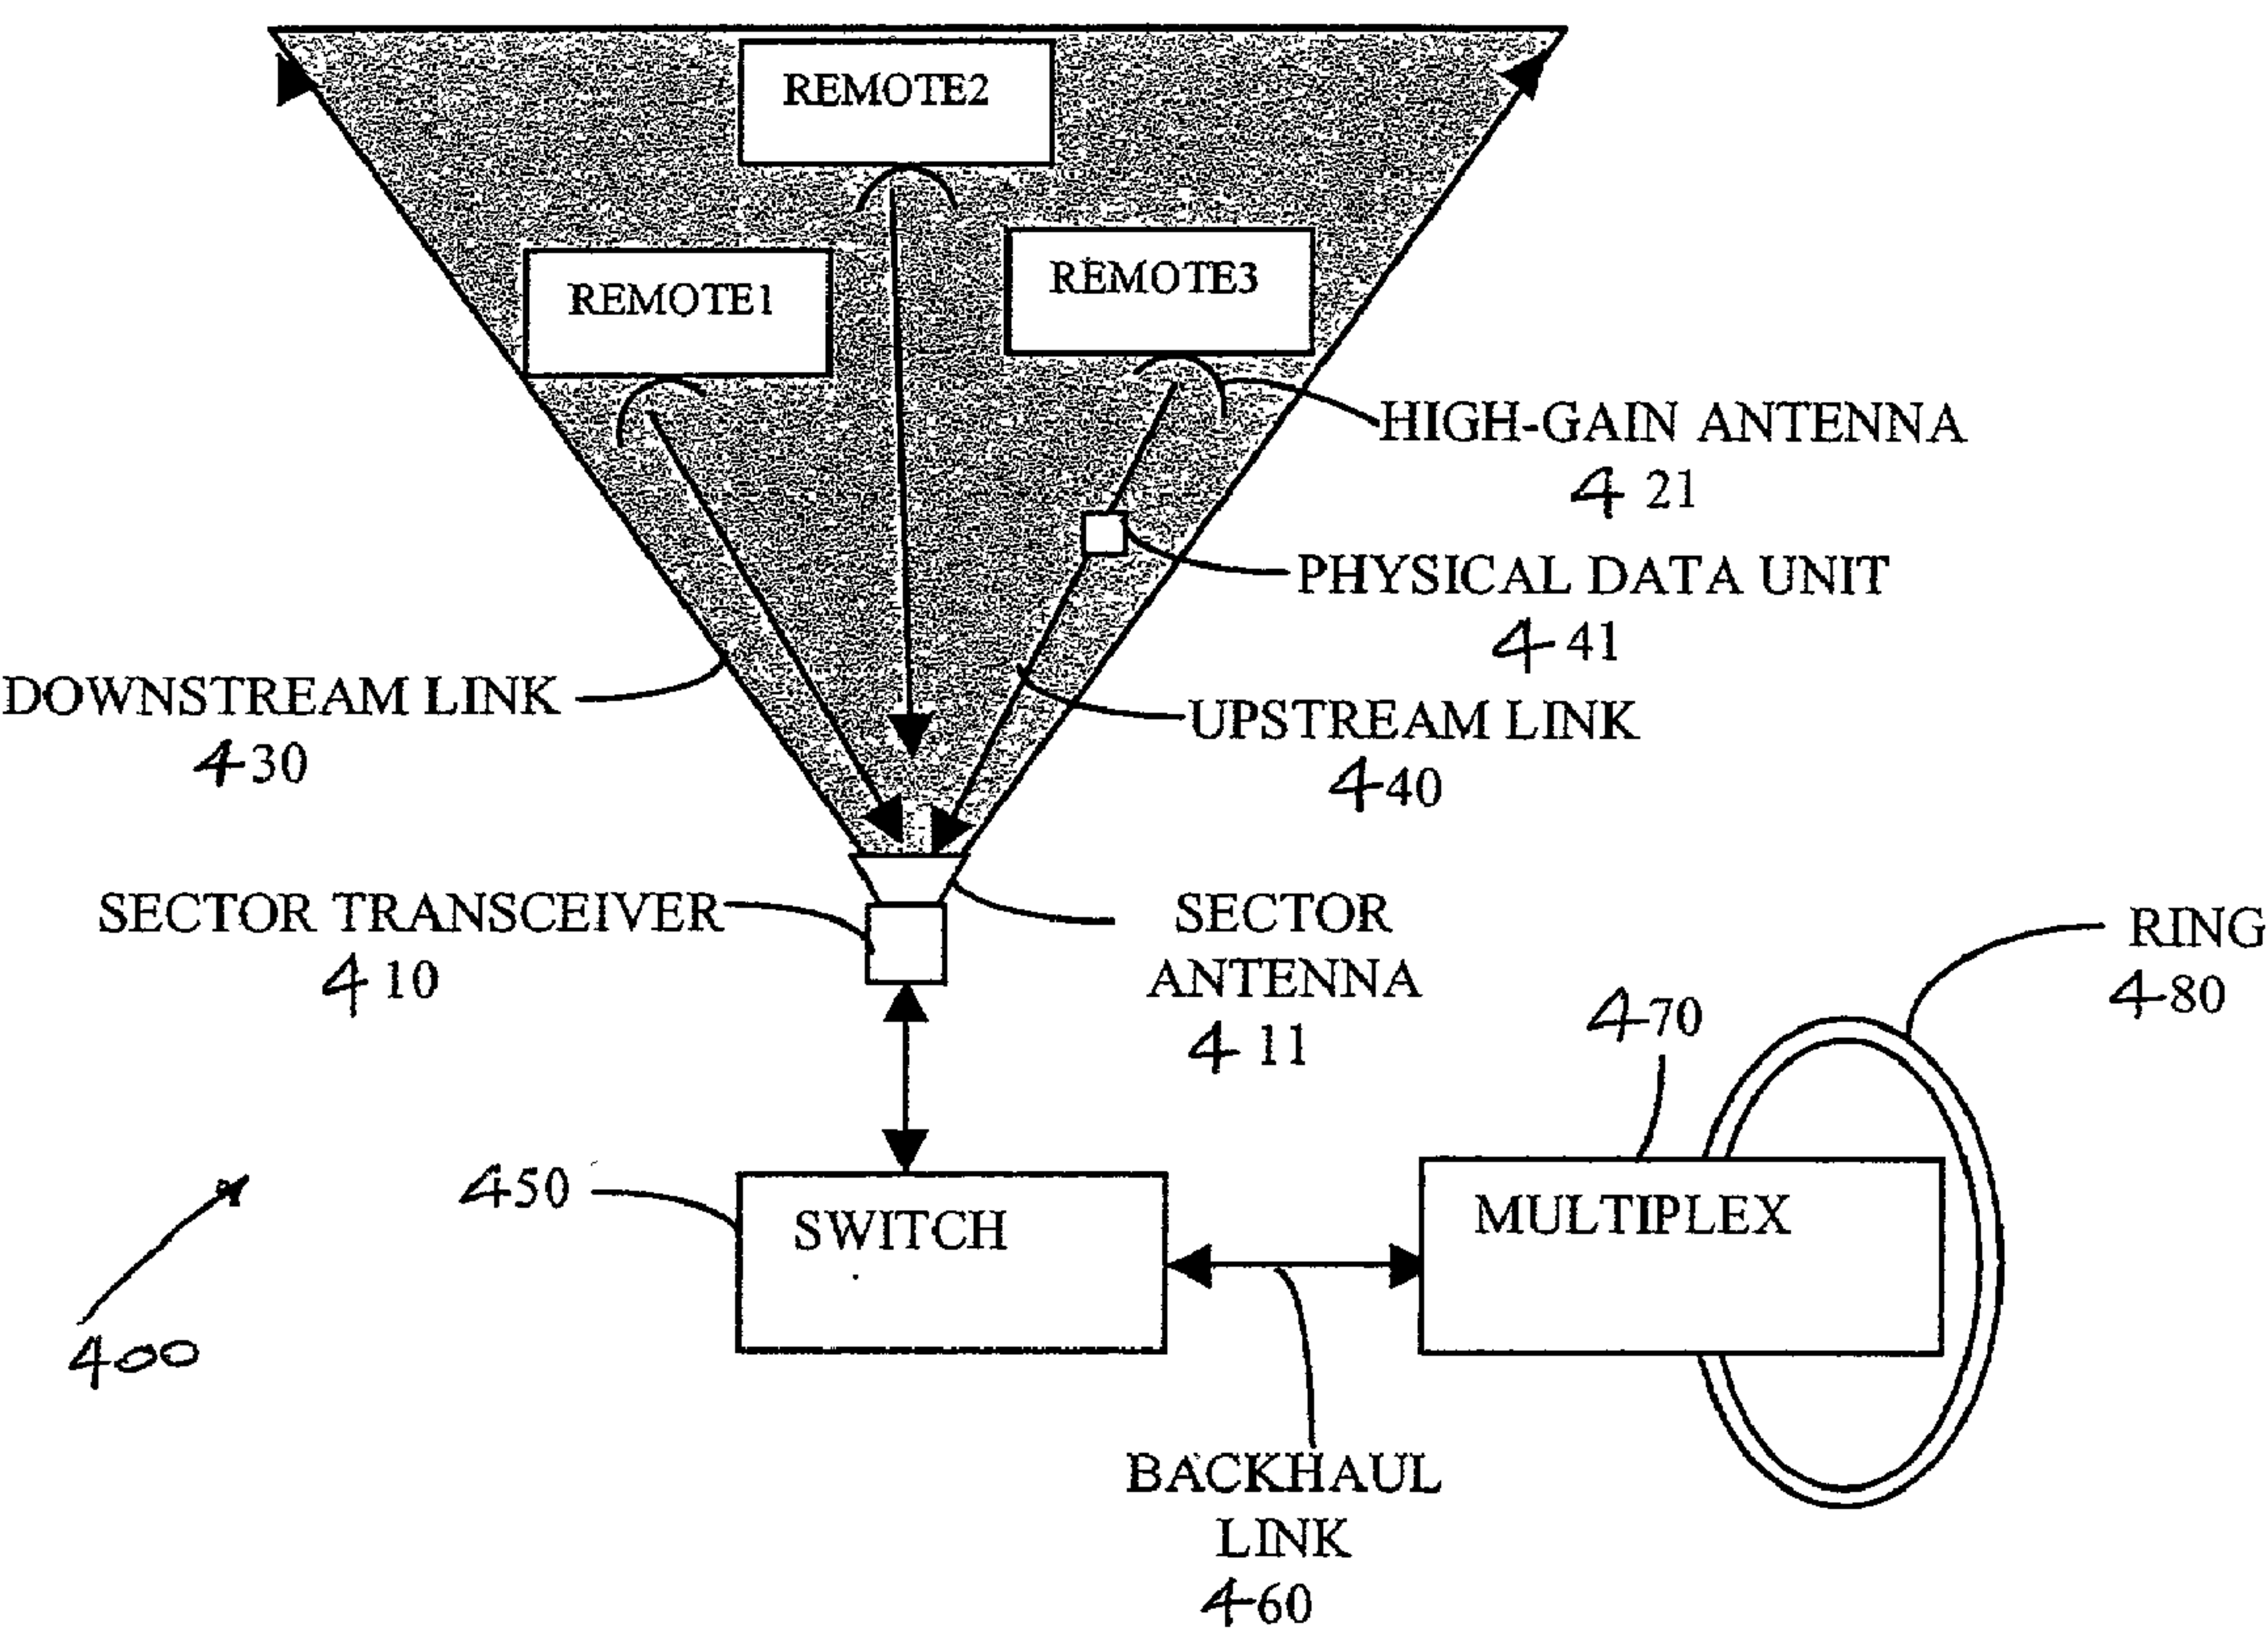 REMOTE2
REMOTE1
REMOTE3
HIGH-GAIN ANTENNA
421
PHYSICAL DATA UNIT
441
DOWNSTREAM LINK
430
UPSTREAM LINK
440
SECTOR TRANSCEIVER
410
SECTOR
ANTENNA
411
RING
480
470
450
SWITCH
MULTIPLEX
400
BACKHAUL
LINK
460